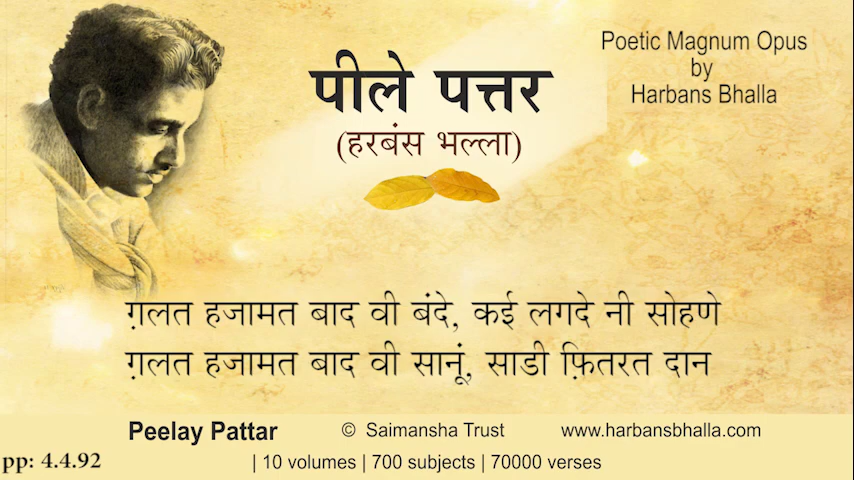 पीले पत्तर
(हरबंस भल्ला)
Poetic Magnum Opus
by
Harbans Bhalla
ग़लत हजामत बाद वी बंदे, कई लगदे नी सोहणे
ग़लत हजामत बाद वी सानूं, साडी फ़ितरत दान
Peelay Pattar © Saimansha Trust www.harbansbhalla.com
pp: 4.4.92 | 10 volumes | 700 subjects | 70000 verses